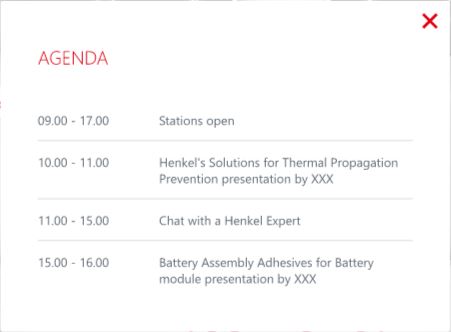 AGENDA
09.00 - 17.00 Stations open
10.00 - 11.00 Henkel's Solutions for Thermal Propagation
Prevention presentation by XXX
11.00 - 15.00 Chat with a Henkel Expert
15.00 - 16.00 Battery Assembly Adhesives for Battery
module presentation by XXX